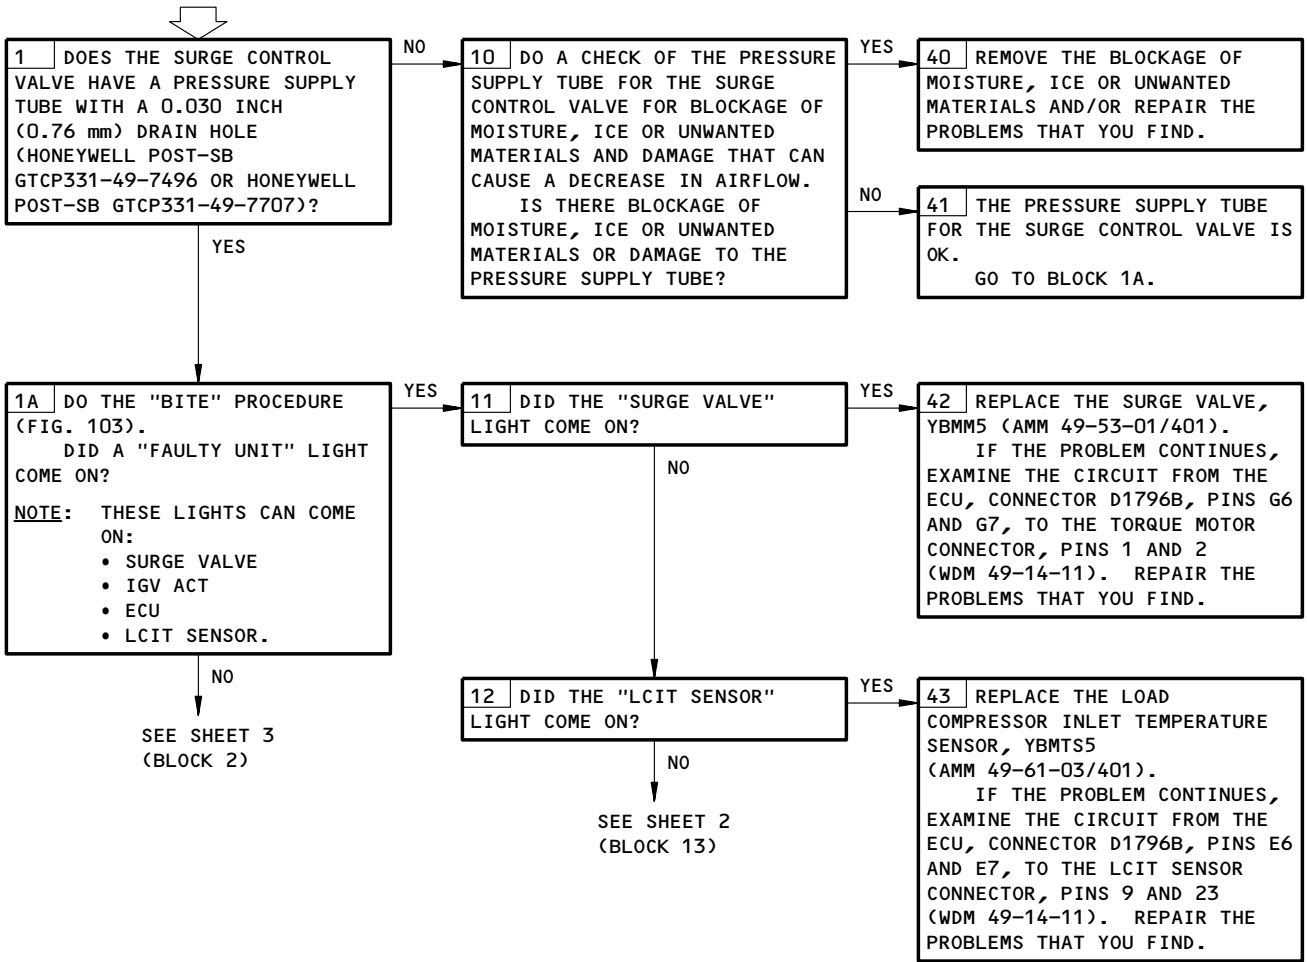 1 DOES THE SURGE CONTROL
VALVE HAVE A PRESSURE SUPPLY
TUBE WITH A 0.030 INCH
(0.76 mm) DRAIN HOLE
(HONEYWELL POST-SB
GTCP331-49-7496 OR HONEYWELL
POST-SB GTCP331-49-7707)?
NO
YES
10 DO A CHECK OF THE PRESSURE
SUPPLY TUBE FOR THE SURGE
CONTROL VALVE FOR BLOCKAGE OF
MOISTURE, ICE OR UNWANTED
MATERIALS AND DAMAGE THAT CAN
CAUSE A DECREASE IN AIRFLOW.
IS THERE BLOCKAGE OF
MOISTURE, ICE OR UNWANTED
MATERIALS OR DAMAGE TO THE
PRESSURE SUPPLY TUBE?
YES
40 REMOVE THE BLOCKAGE OF
MOISTURE, ICE OR UNWANTED
MATERIALS AND/OR REPAIR THE
PROBLEMS THAT YOU FIND.
NO
41 THE PRESSURE SUPPLY TUBE
FOR THE SURGE CONTROL VALVE IS
OK.
GO TO BLOCK 1A.
1A DO THE "BITE" PROCEDURE
(FIG. 103).
DID A "FAULTY UNIT" LIGHT
COME ON?
NOTE: THESE LIGHTS CAN COME
ON:
• SURGE VALVE
• IGV ACT
• ECU
• LCIT SENSOR.
YES
NO
SEE SHEET 3
(BLOCK 2)
11 DID THE "SURGE VALVE"
LIGHT COME ON?
YES
NO
42 REPLACE THE SURGE VALVE,
YBMM5 (AMM 49-53-01/401).
IF THE PROBLEM CONTINUES,
EXAMINE THE CIRCUIT FROM THE
ECU, CONNECTOR D1796B, PINS G6
AND G7, TO THE TORQUE MOTOR
CONNECTOR, PINS 1 AND 2
(WDM 49-14-11). REPAIR THE
PROBLEMS THAT YOU FIND.
12 DID THE "LCIT SENSOR"
LIGHT COME ON?
YES
NO
SEE SHEET 2
(BLOCK 13)
43 REPLACE THE LOAD
COMPRESSOR INLET TEMPERATURE
SENSOR, YBMTS5
(AMM 49-61-03/401).
IF THE PROBLEM CONTINUES,
EXAMINE THE CIRCUIT FROM THE
ECU, CONNECTOR D1796B, PINS E6
AND E7, TO THE LCIT SENSOR
CONNECTOR, PINS 9 AND 23
(WDM 49-14-11). REPAIR THE
PROBLEMS THAT YOU FIND.